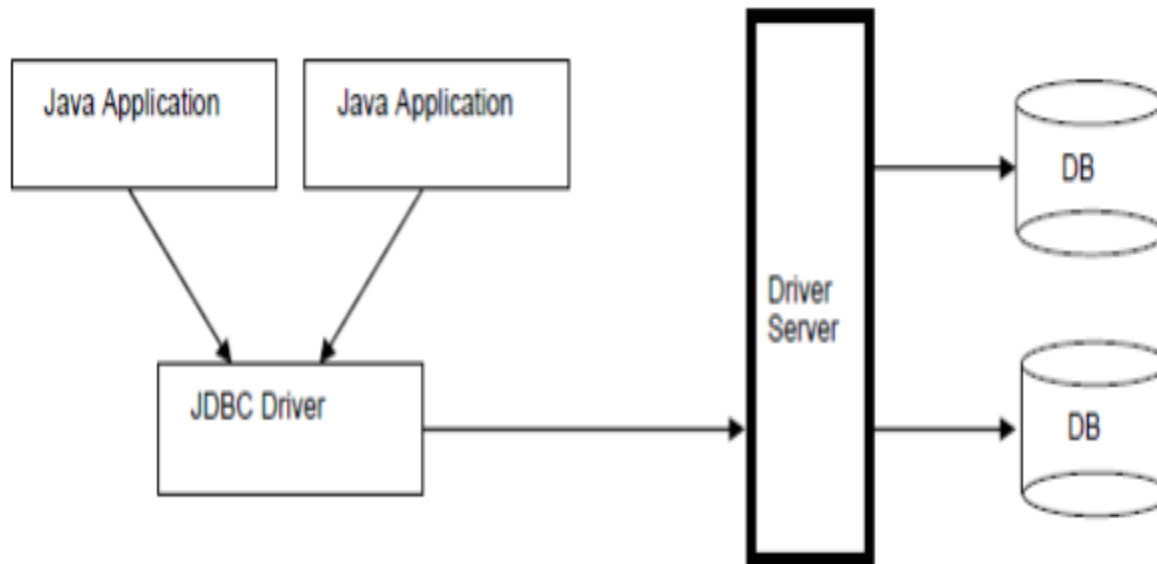 Java Application
Java Application
DB
Driver
Server
JDBC Driver
DB